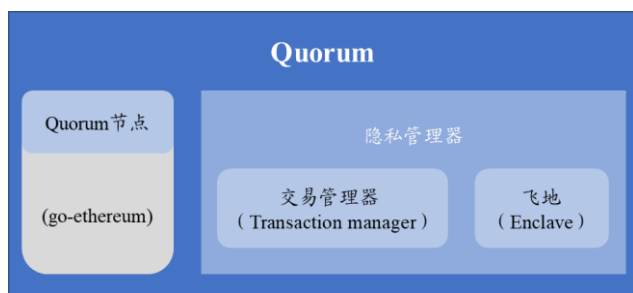 Quorum
Quorum节点
(go-ethereum)
隐私管理器
交易管理器
（Transaction manager）
飞地
（Enclave）